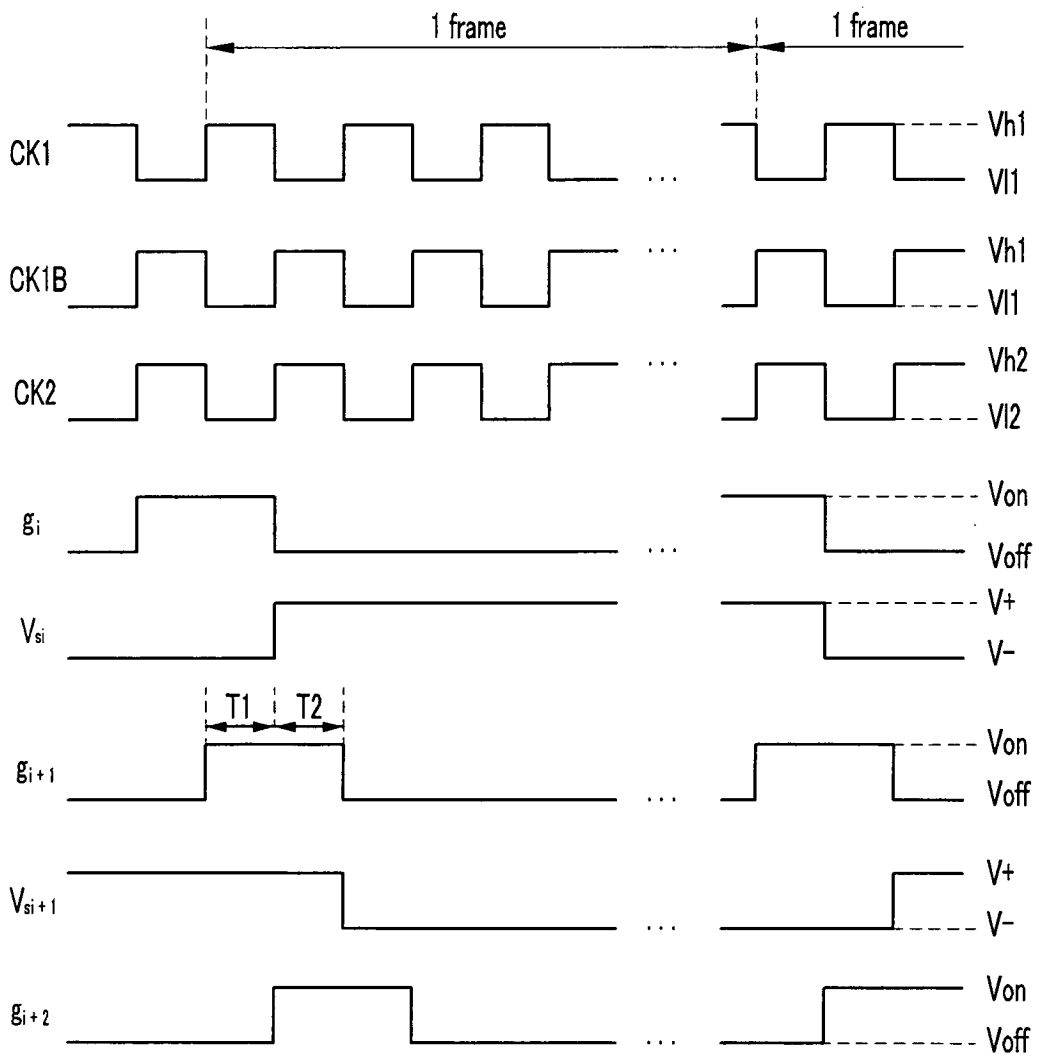 1 frame 1 frame
CK1 Vh1
Vl1
CK1B Vh1
Vl1
CK2 Vh2
Vl2
...
gi Von
Voff
...
Vsi V+
V-
T1 T2
gi+1 Von
Voff
...
Vsi+1 V+
V-
...
gi+2 Von
Voff
...